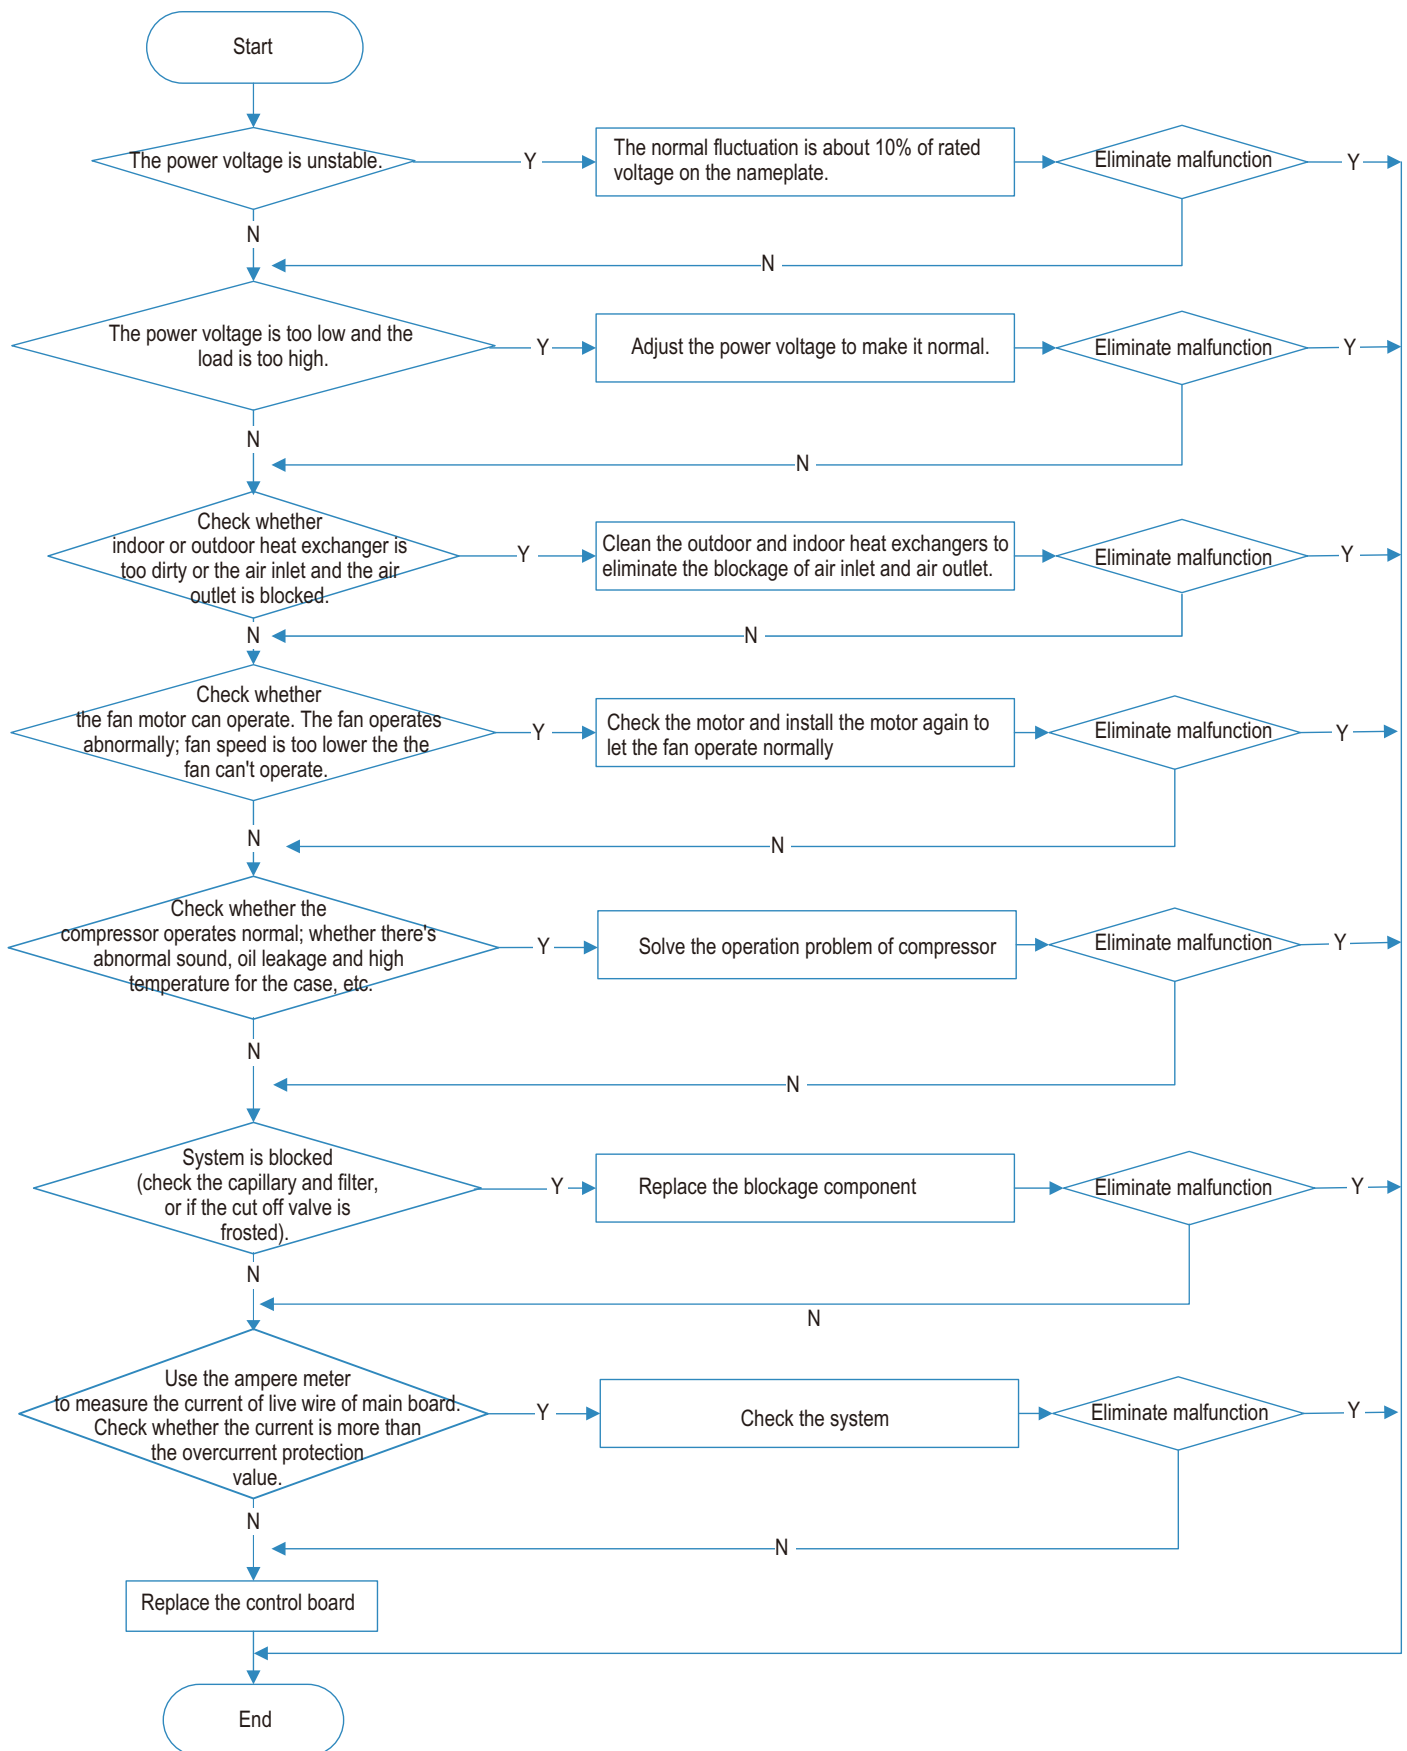 Start
The power voltage is unstable.
Y
The normal fluctuation is about 10% of rated
voltage on the nameplate.
Eliminate malfunction
Y
N
N
The power voltage is too low and the
load is too high.
Y
Adjust the power voltage to make it normal.
Eliminate malfunction
Y
N
N
Check whether
indoor or outdoor heat exchanger is
too dirty or the air inlet and the air
outlet is blocked.
Y
Clean the outdoor and indoor heat exchangers to
eliminate the blockage of air inlet and air outlet.
Eliminate malfunction
Y
N
N
Check whether
the fan motor can operate. The fan operates
abnormally; fan speed is too lower the the
fan can't operate.
Y
Check the motor and install the motor again to
let the fan operate normally
Eliminate malfunction
Y
N
N
Check whether the
compressor operates normal; whether there's
abnormal sound, oil leakage and high
temperature for the case, etc.
Y
Solve the operation problem of compressor
Eliminate malfunction
Y
N
N
System is blocked
(check the capillary and filter,
or if the cut off valve is
frosted).
Y
Replace the blockage component
Eliminate malfunction
Y
N
N
Use the ampere meter
to measure the current of live wire of main board.
Check whether the current is more than
the overcurrent protection
value.
Y
Check the system
Eliminate malfunction
Y
N
N
Replace the control board
End